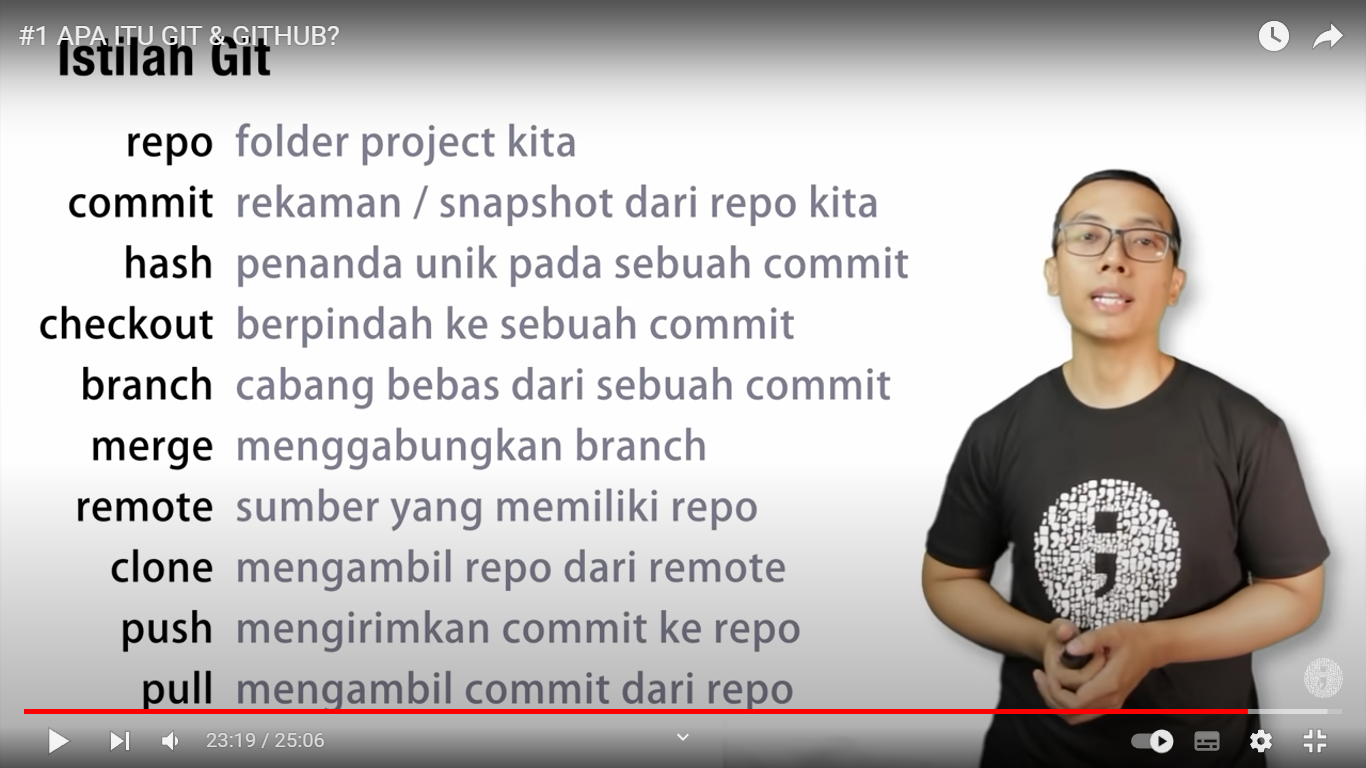 #1 APA ITU GIT & GITHUB?
Istilah Git
repo folder project kita
commit rekaman / snapshot dari repo kita
hash penanda unik pada sebuah commit
checkout berpindah ke sebuah commit
branch cabang bebas dari sebuah commit
merge menggabungkan branch
remote sumber yang memiliki repo
clone mengambil repo dari remote
push mengirimkan commit ke repo
pull mengambil commit dari repo
23:19 / 25:06